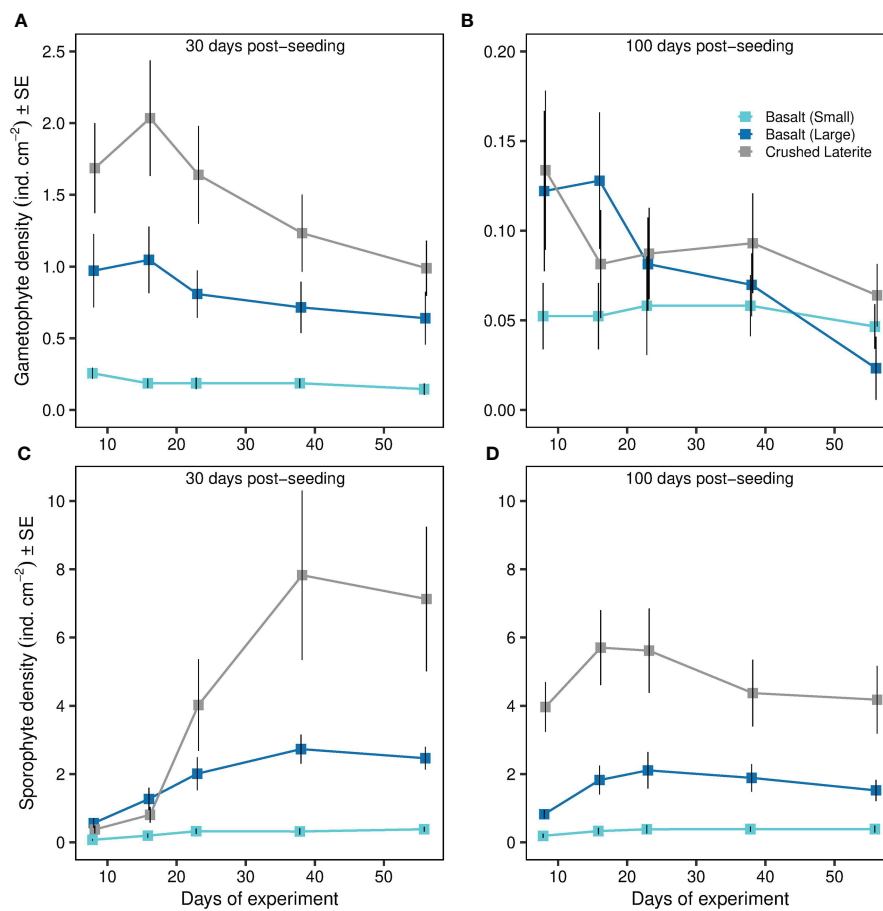 A
30 days post−seeding
Gametophyte density (ind. cm−2) ± SE
2.5
2.0
1.5
1.0
0.5
0.0
10 20 30 40 50
B
100 days post−seeding
0.20
0.15
0.10
0.05
0.00
Basalt (Small)
Basalt (Large)
Crushed Laterite
10 20 30 40 50
C
30 days post−seeding
Sporophyte density (ind. cm−2) ± SE
10
8
6
4
2
0
10 20 30 40 50
Days of experiment
D
100 days post−seeding
10
8
6
4
2
0
10 20 30 40 50
Days of experiment